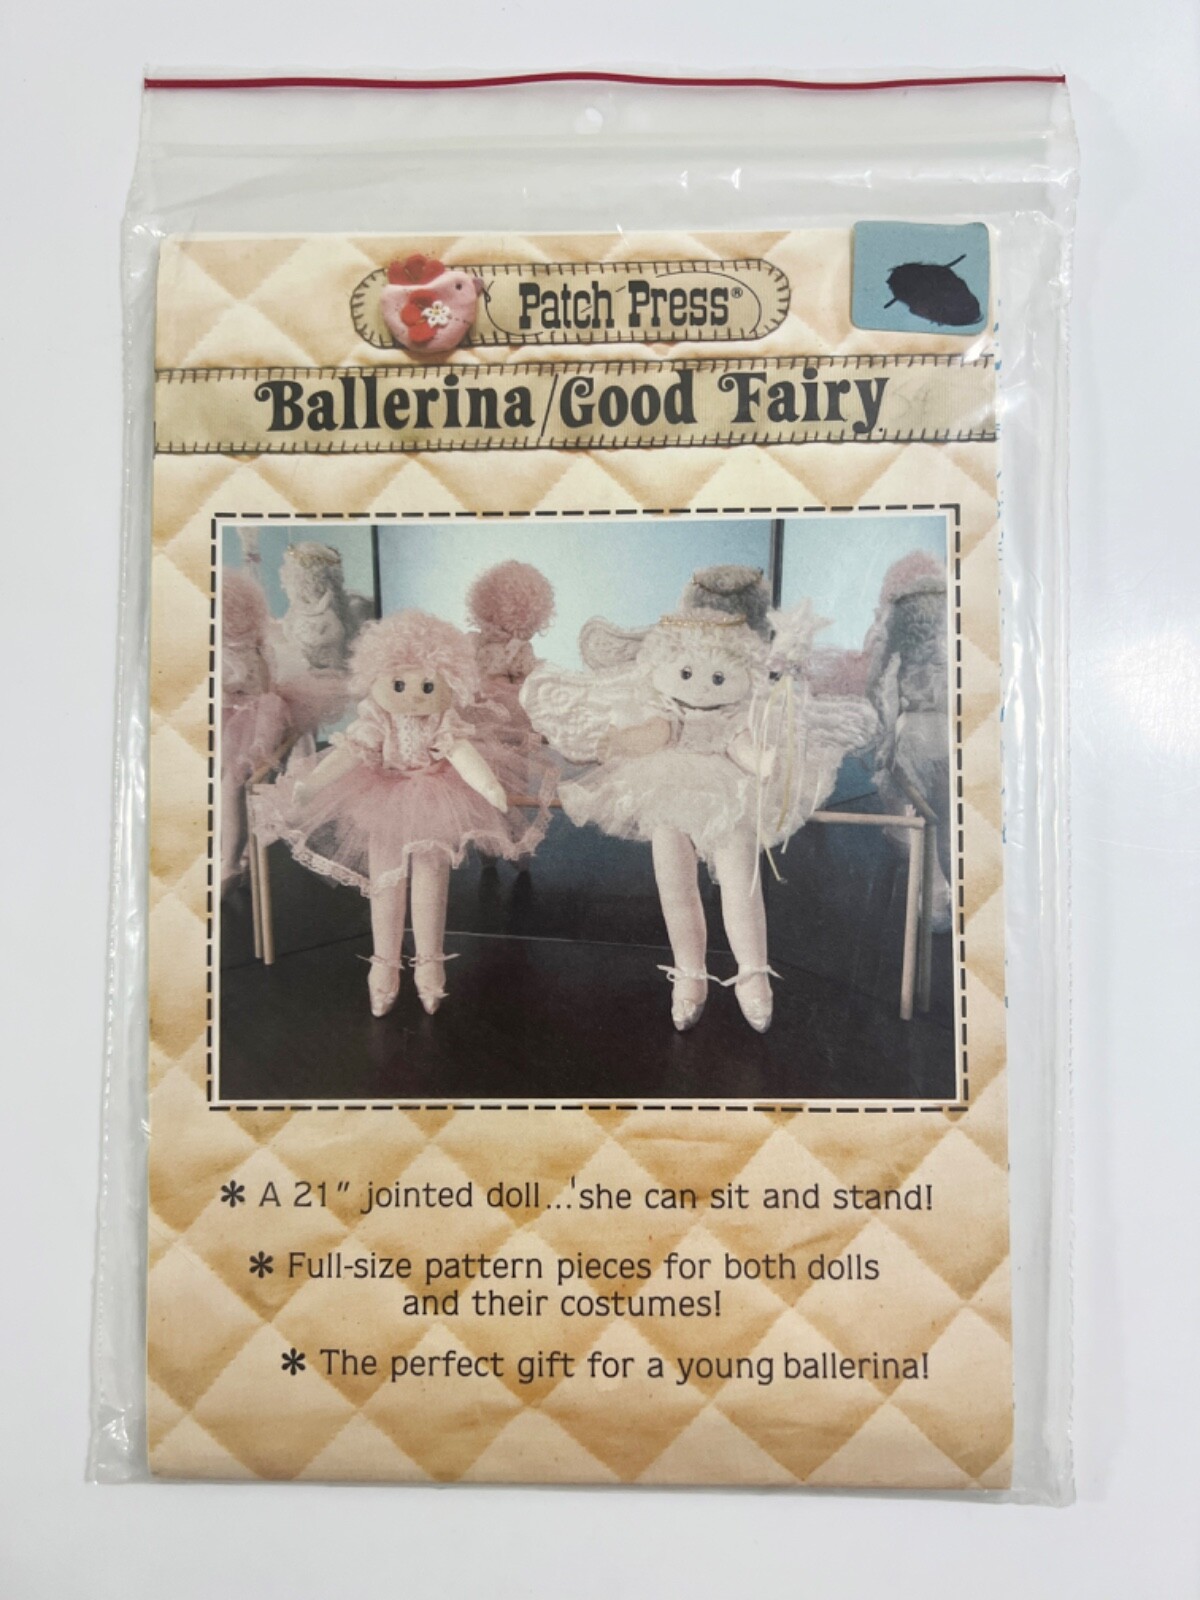 Patch Press®
Ballerina/Good Fairy
* A 21" jointed doll...she can sit and stand!
* Full-size pattern pieces for both dolls
and their costumes!
* The perfect gift for a young ballerina!